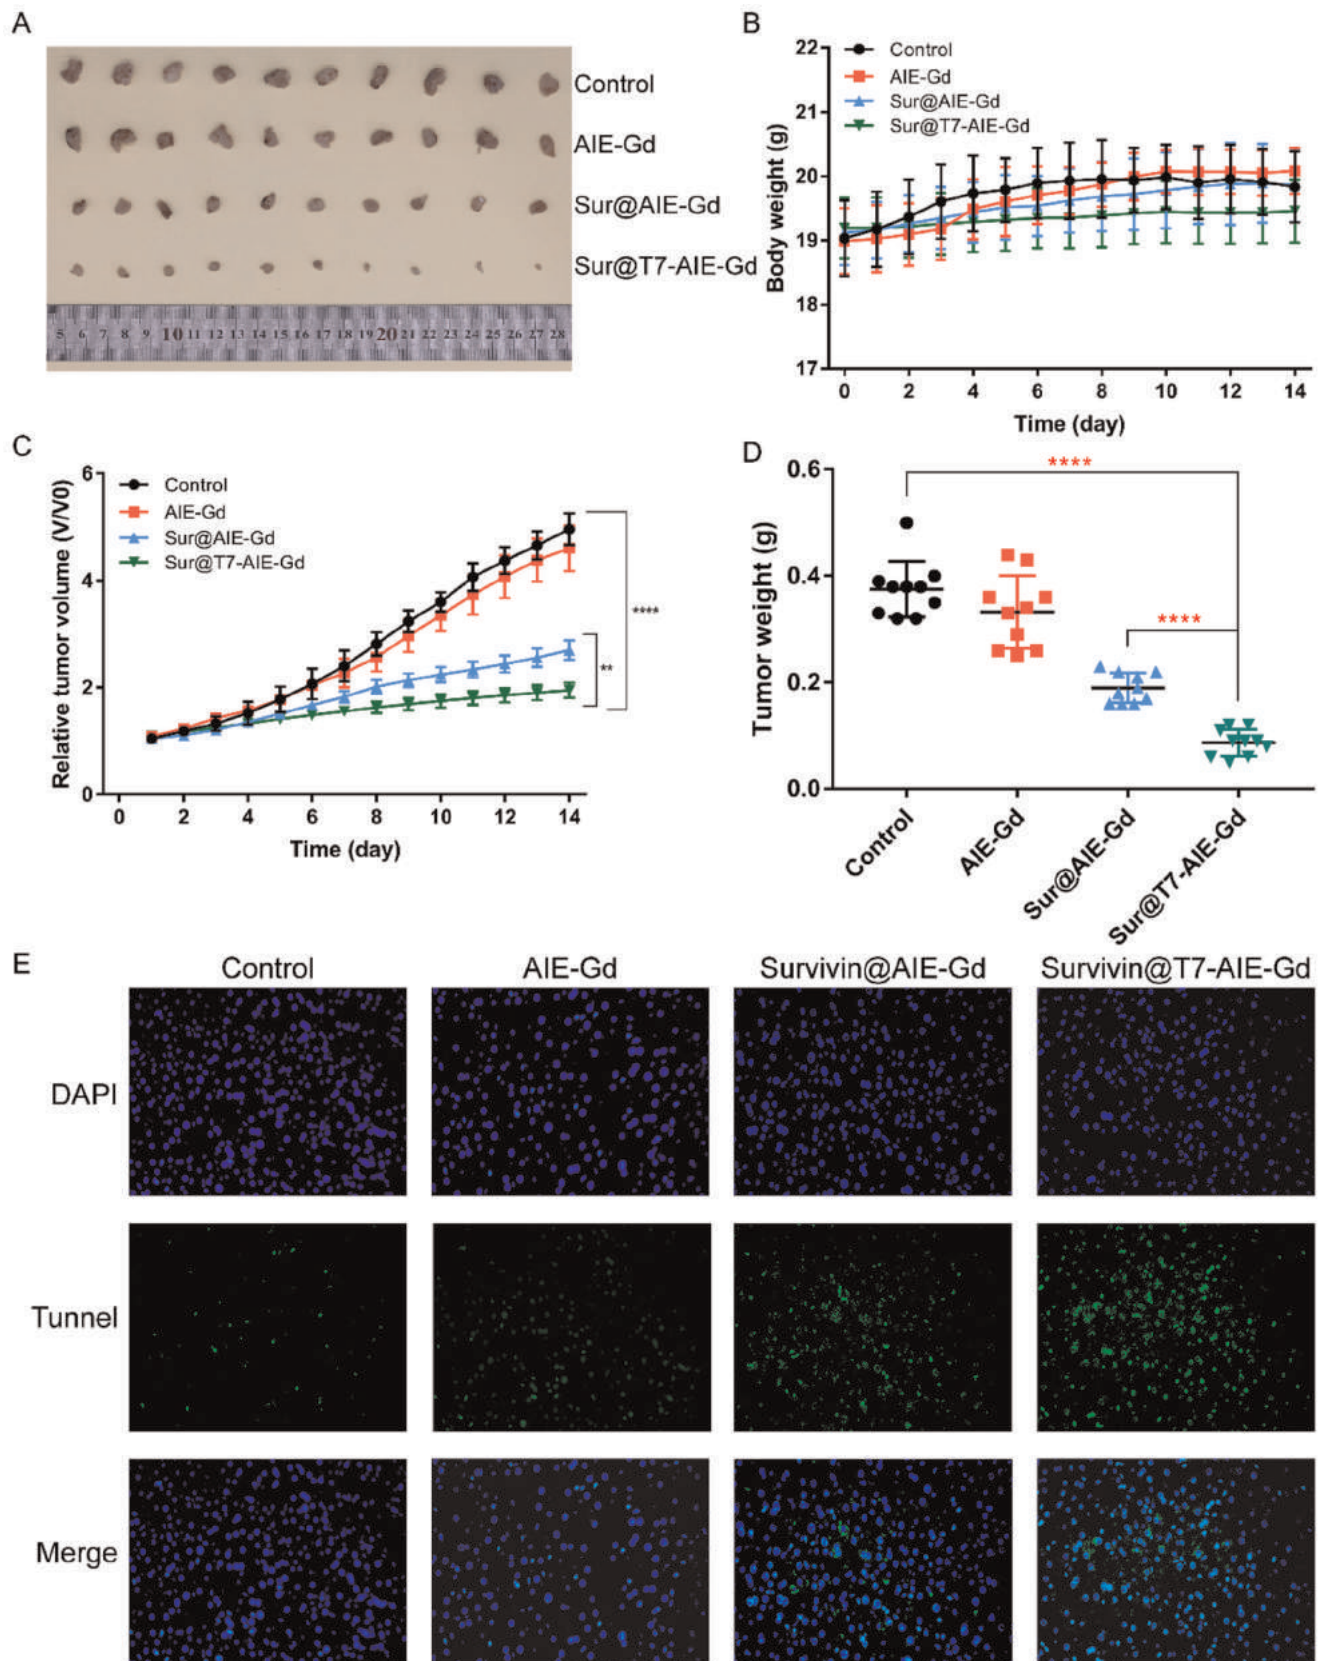 A
Control
AIE-Gd
Sur@AIE-Gd
Sur@T7-AIE-Gd
5 6 7 8 9 10 11 12 13 14 15 16 17 18 19 20 21 22 23 24 25 26 27 28
B
Body weight (g)
22
21
20
19
18
17
Control
AIE-Gd
Sur@AIE-Gd
Sur@T7-AIE-Gd
0 2 4 6 8 10 12 14
Time (day)
C
Relative tumor volume (V/V0)
6
4
2
0
Control
AIE-Gd
Sur@AIE-Gd
Sur@T7-AIE-Gd
****
**
0 2 4 6 8 10 12 14
Time (day)
D
Tumor weight (g)
0.6
0.4
0.2
0.0
****
****
Control
AIE-Gd
Sur@AIE-Gd
Sur@T7-AIE-Gd
E
Control AIE-Gd Survivin@AIE-Gd Survivin@T7-AIE-Gd
DAPI
Tunnel
Merge